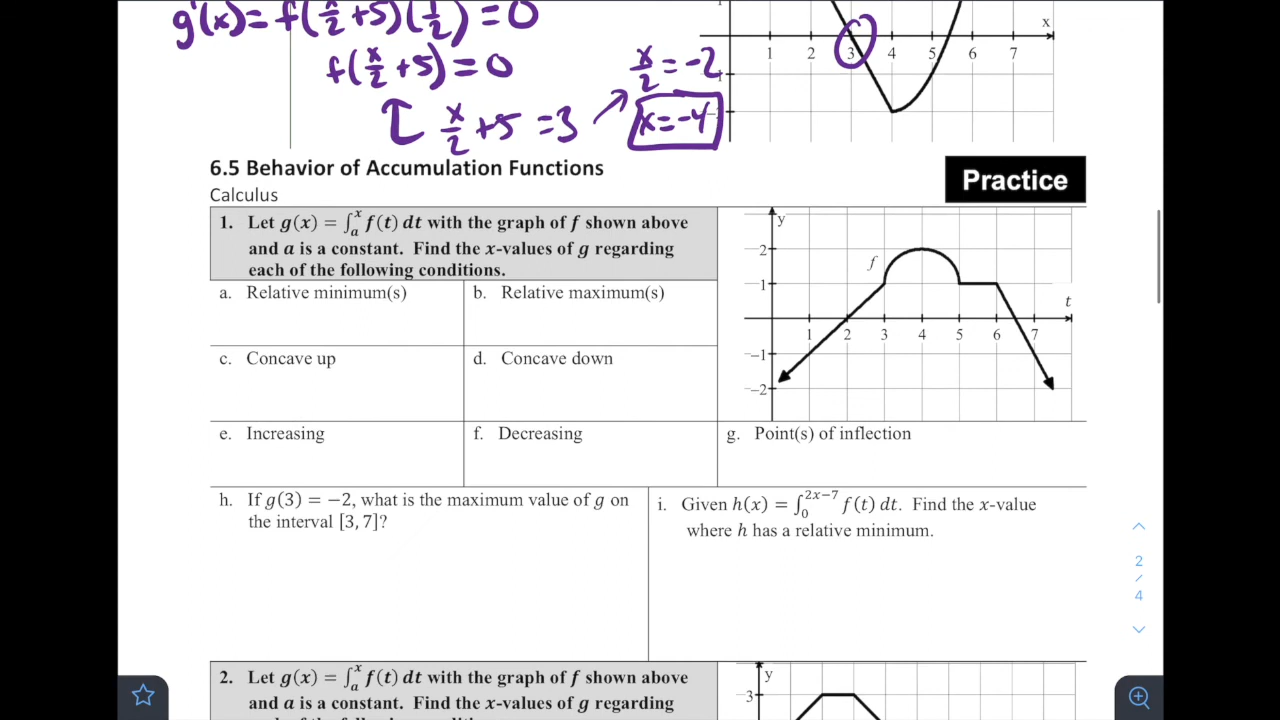 g'(x) = f(x/2 + 5)(1/2) = 0
f(x/2 + 5) = 0
x/2 + 5 = 3
x/2 = -2
x = -4
x
1 2 3 4 5 6 7
6.5 Behavior of Accumulation Functions
Calculus
Practice
1. Let g(x) = ∫ₐˣ f(t) dt with the graph of f shown above
and a is a constant. Find the x-values of g regarding
each of the following conditions.
y
2
f
1
t
1 2 3 4 5 6 7
−1
−2
a. Relative minimum(s)
b. Relative maximum(s)
c. Concave up
d. Concave down
e. Increasing
f. Decreasing
g. Point(s) of inflection
h. If g(3) = −2, what is the maximum value of g on
the interval [3, 7]?
i. Given h(x) = ∫₀²ˣ⁻⁷ f(t) dt. Find the x-value
where h has a relative minimum.
2
/
4
2. Let g(x) = ∫ₐˣ f(t) dt with the graph of f shown above
and a is a constant. Find the x-values of g regarding
y
3